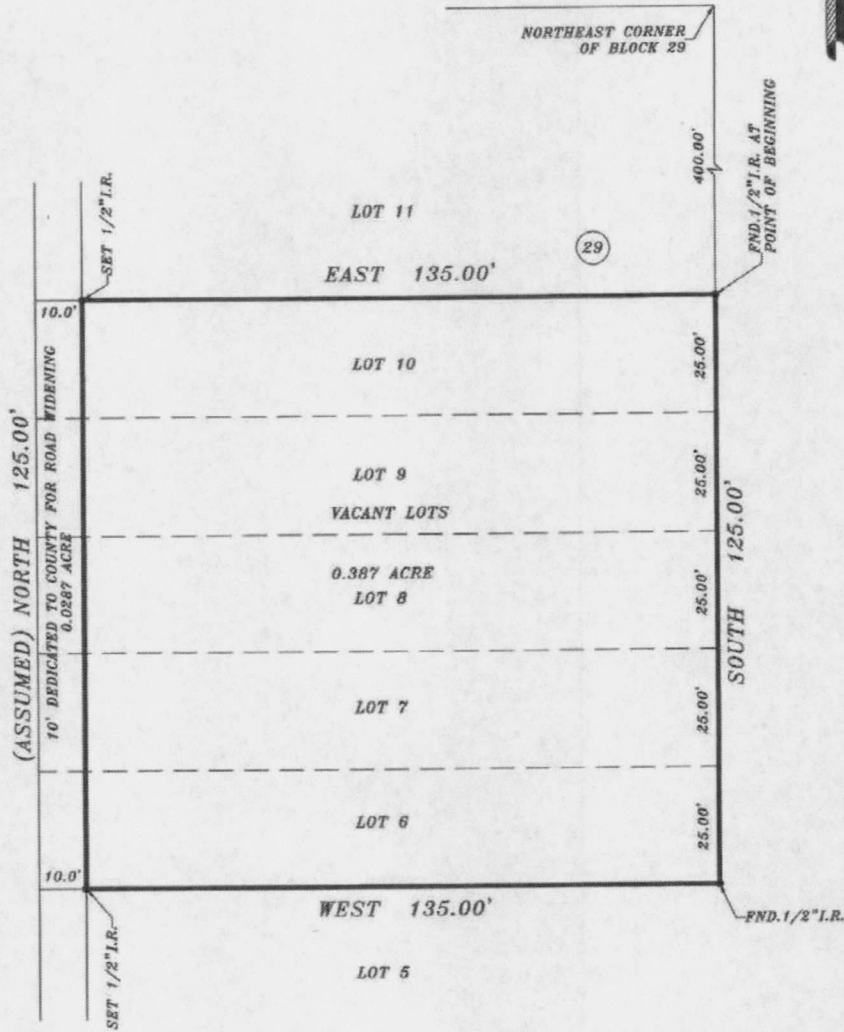 NORTHEAST CORNER
OF BLOCK 29
400.00'
FND.1/2"I.R. AT
POINT OF BEGINNING
SET 1/2"I.R.
LOT 11
29
EAST 135.00'
10.0'
LOT 10
25.00'
(ASSUMED) NORTH 125.00'
10' DEDICATED TO COUNTY FOR ROAD WIDENING
0.0287 ACRE
LOT 9
VACANT LOTS
25.00'
0.387 ACRE
LOT 8
25.00'
SOUTH 125.00'
LOT 7
25.00'
LOT 6
25.00'
10.0'
WEST 135.00'
FND.1/2"I.R.
SET 1/2"I.R.
LOT 5